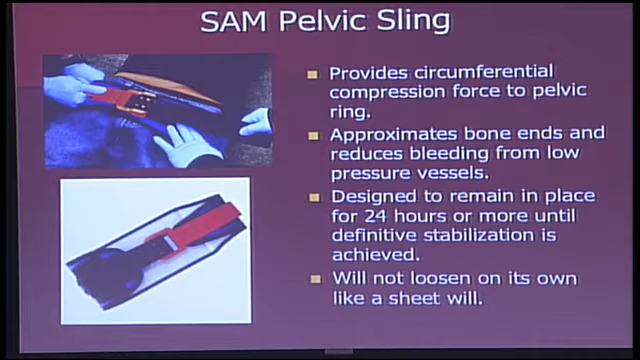 SAM Pelvic Sling
Provides circumferential
compression force to pelvic
ring.
Approximates bone ends and
reduces bleeding from low
pressure vessels.
Designed to remain in place
for 24 hours or more until
definitive stabilization is
achieved.
Will not loosen on its own
like a sheet will.